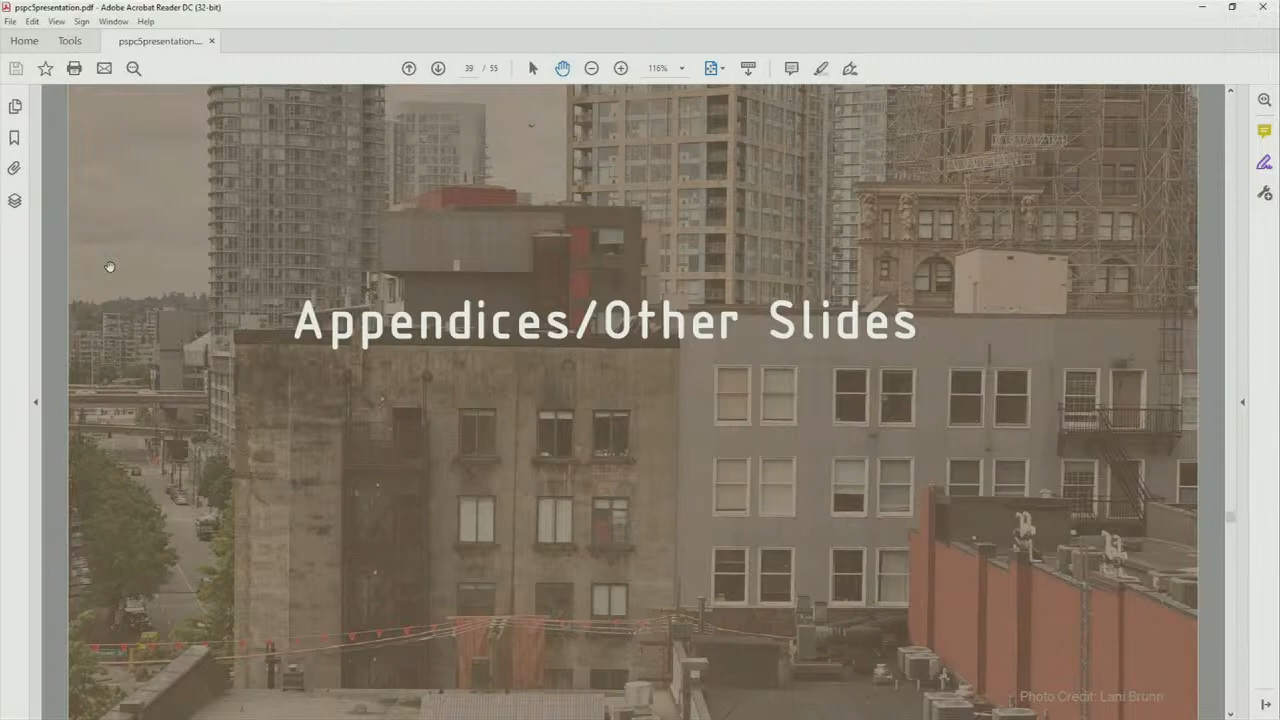 pspc5presentation.pdf - Adobe Acrobat Reader DC (32-bit)
File Edit View Sign Window Help
Home Tools pspc5presentation.... ×
39 / 55 116%
Appendices/Other Slides
Photo Credit: Lani Brunn